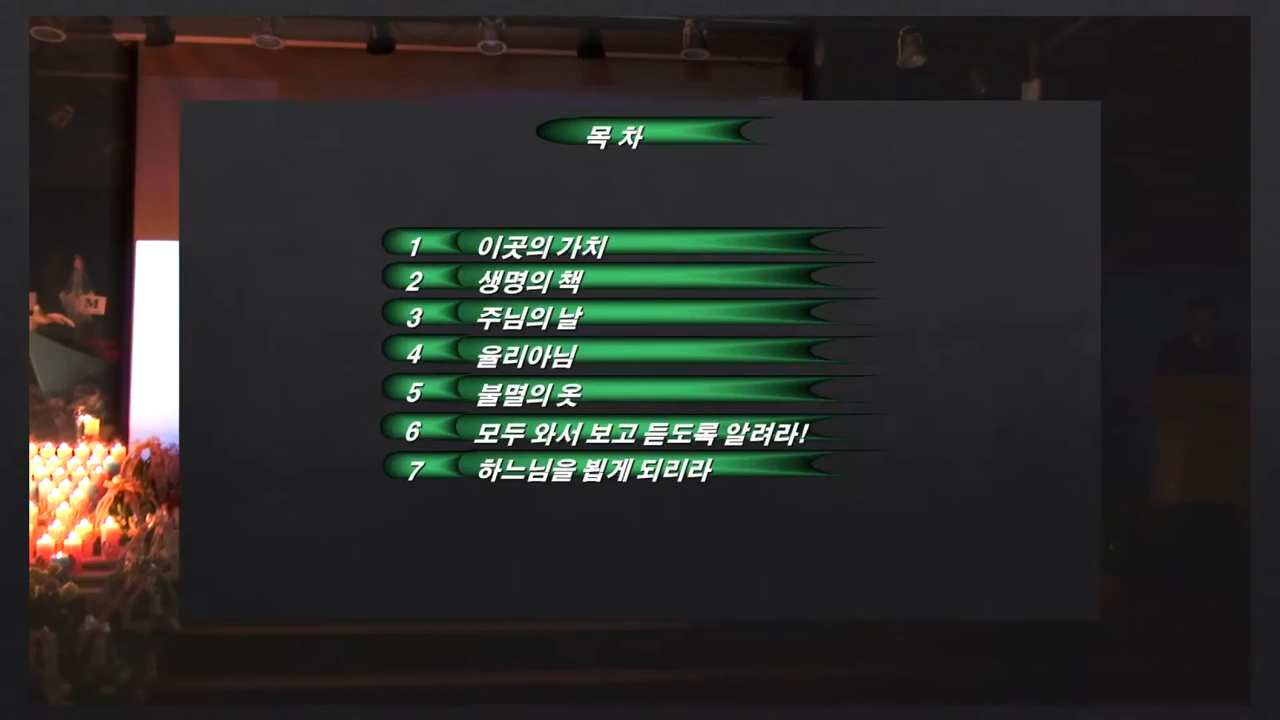 목 차
1 이곳의 가치
2 생명의 책
3 주님의 날
4 율리아님
5 불멸의 옷
6 모두 와서 보고 듣도록 알려라!
7 하느님을 뵙게 되리라
M